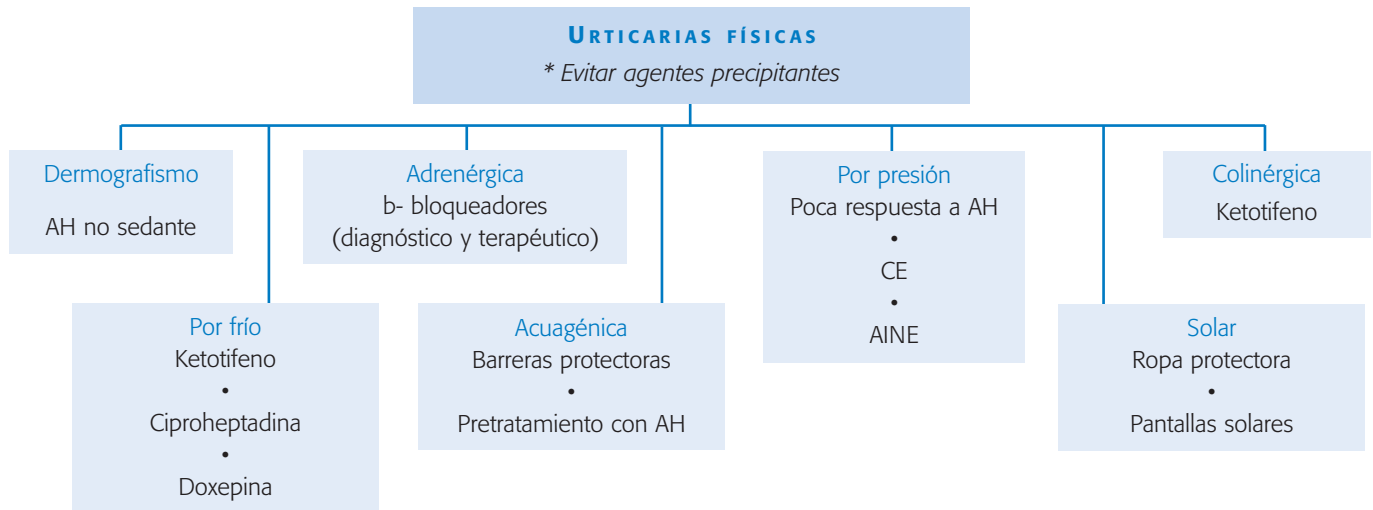 URTICARIAS FÍSICAS
* Evitar agentes precipitantes
Dermografismo
AH no sedante
Adrenérgica
b- bloqueadores
(diagnóstico y terapéutico)
Por presión
Poca respuesta a AH
•
CE
•
AINE
Colinérgica
Ketotifeno
Por frío
Ketotifeno
•
Ciproheptadina
•
Doxepina
Acuagénica
Barreras protectoras
•
Pretratamiento con AH
Solar
Ropa protectora
•
Pantallas solares